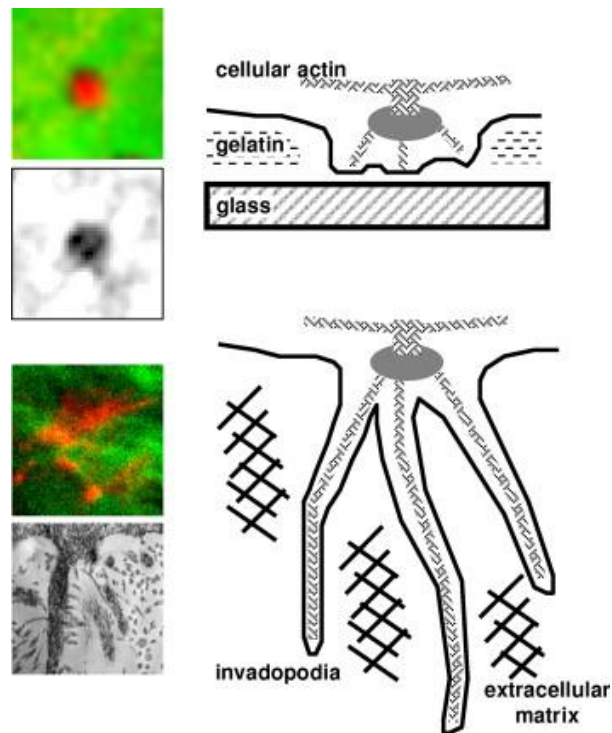 cellular actin
gelatin
glass
invadopodia
extracellular
matrix